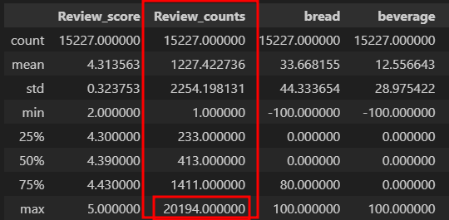 Review_score Review_counts bread beverage
count 15227.000000 15227.000000 15227.000000 15227.000000
mean 4.313563 1227.422736 33.668155 12.556643
std 0.323753 2254.198131 44.333654 28.975422
min 2.000000 1.000000 -100.000000 -100.000000
25% 4.300000 233.000000 0.000000 0.000000
50% 4.390000 413.000000 0.000000 0.000000
75% 4.430000 1411.000000 80.000000 0.000000
max 5.000000 20194.000000 100.000000 100.000000